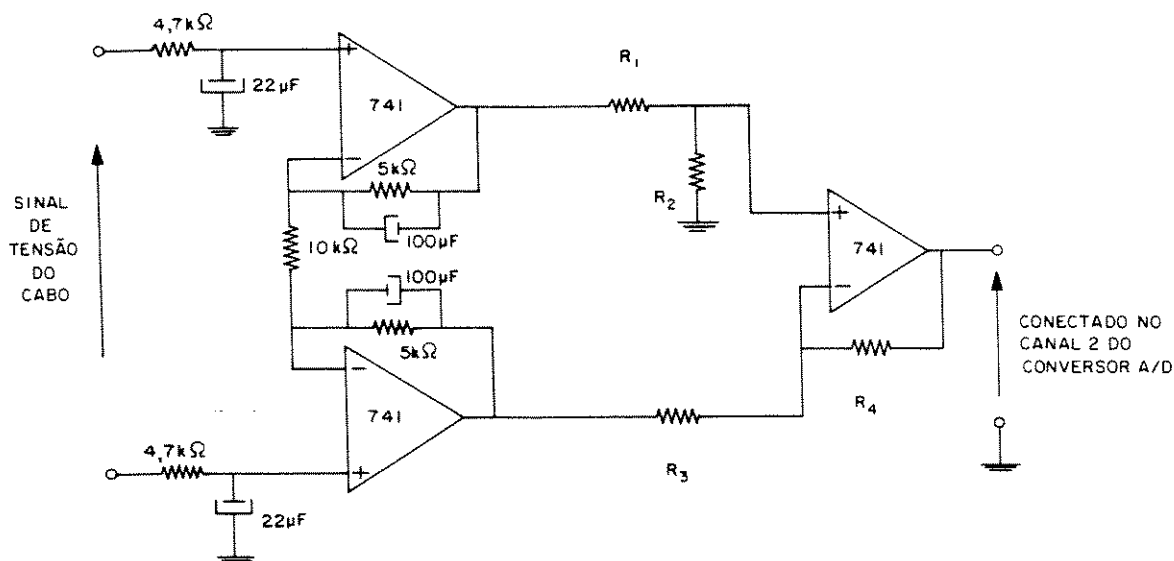 4,7kΩ
+
22µF
741
−
5kΩ
100µF
10kΩ
100µF
5kΩ
−
741
+
4,7kΩ
22µF
SINAL
DE
TENSÃO
DO
CABO
R1
R2
R3
+
741
−
R4
CONECTADO NO
CANAL 2 DO
CONVERSOR A/D